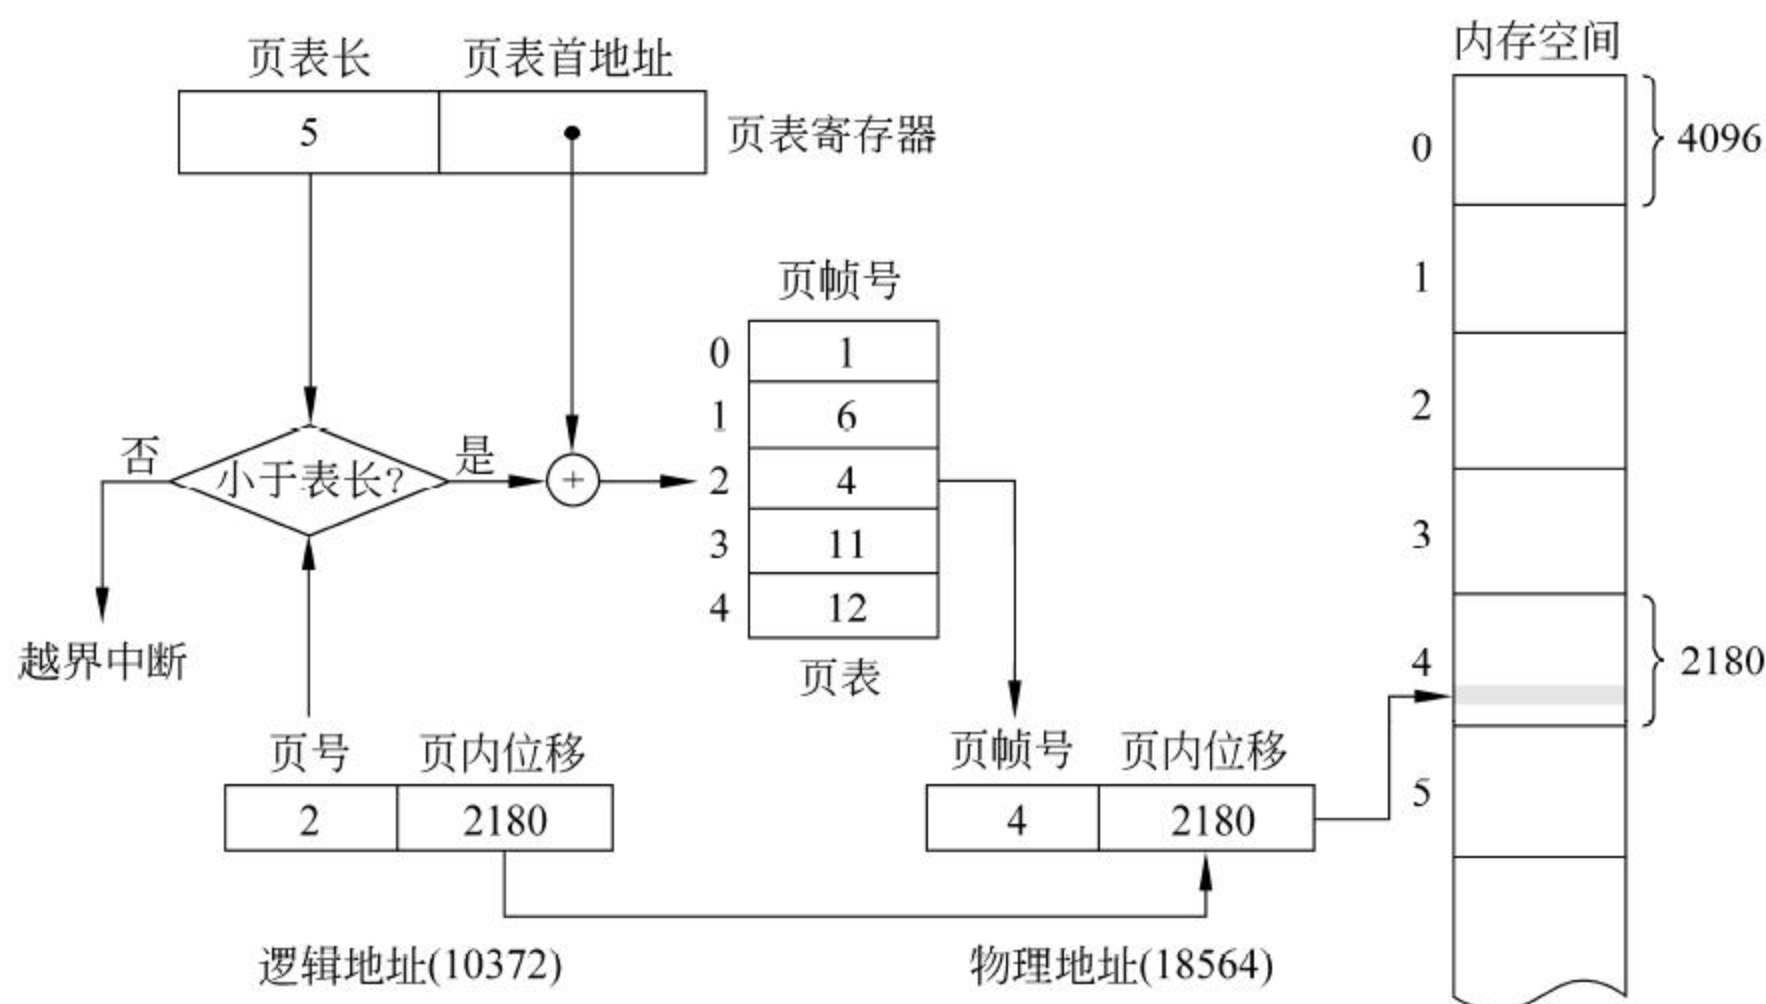 内存空间
页表长 页表首地址
5 页表寄存器
0 4096
1
2
3
4 2180
5
页帧号
0 1
1 6
2 4
3 11
4 12
页表
否 小于表长? 是 +
越界中断
页号 页内位移
2 2180
逻辑地址(10372)
页帧号 页内位移
4 2180
物理地址(18564)